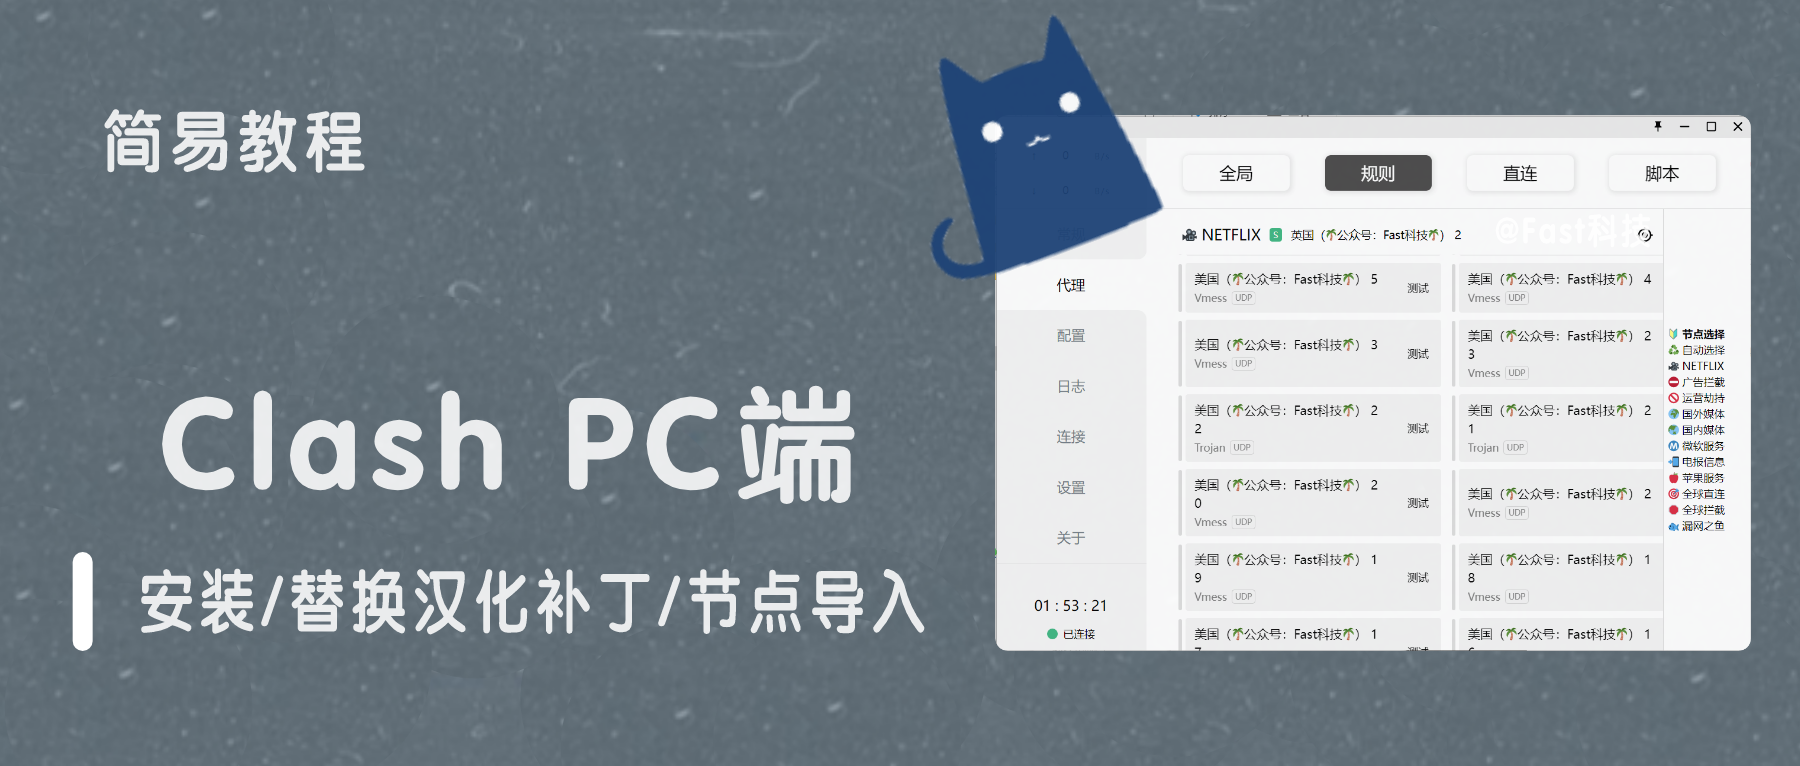 简易教程
Clash PC端
安装/替换汉化补丁/节点导入
全局
规则
直连
脚本
@Fast科技
NETFLIX S 英国（🌴公众号：Fast科技🌴） 2
代理
配置
日志
连接
设置
关于
01 : 53 : 21
已连接
美国（🌴公众号：Fast科技🌴） 5
Vmess UDP
测试
美国（🌴公众号：Fast科技🌴） 4
Vmess UDP
美国（🌴公众号：Fast科技🌴） 3
Vmess UDP
测试
美国（🌴公众号：Fast科技🌴） 2
3
Vmess UDP
美国（🌴公众号：Fast科技🌴） 2
2
Trojan UDP
测试
美国（🌴公众号：Fast科技🌴） 2
1
Trojan UDP
美国（🌴公众号：Fast科技🌴） 2
0
Vmess UDP
测试
美国（🌴公众号：Fast科技🌴） 2
Vmess UDP
美国（🌴公众号：Fast科技🌴） 1
9
Vmess UDP
测试
美国（🌴公众号：Fast科技🌴） 1
8
Vmess UDP
美国（🌴公众号：Fast科技🌴） 1
美国（🌴公众号：Fast科技🌴） 1
节点选择
自动选择
NETFLIX
广告拦截
运营劫持
国外媒体
国内媒体
微软服务
电报信息
苹果服务
全球直连
全球拦截
漏网之鱼